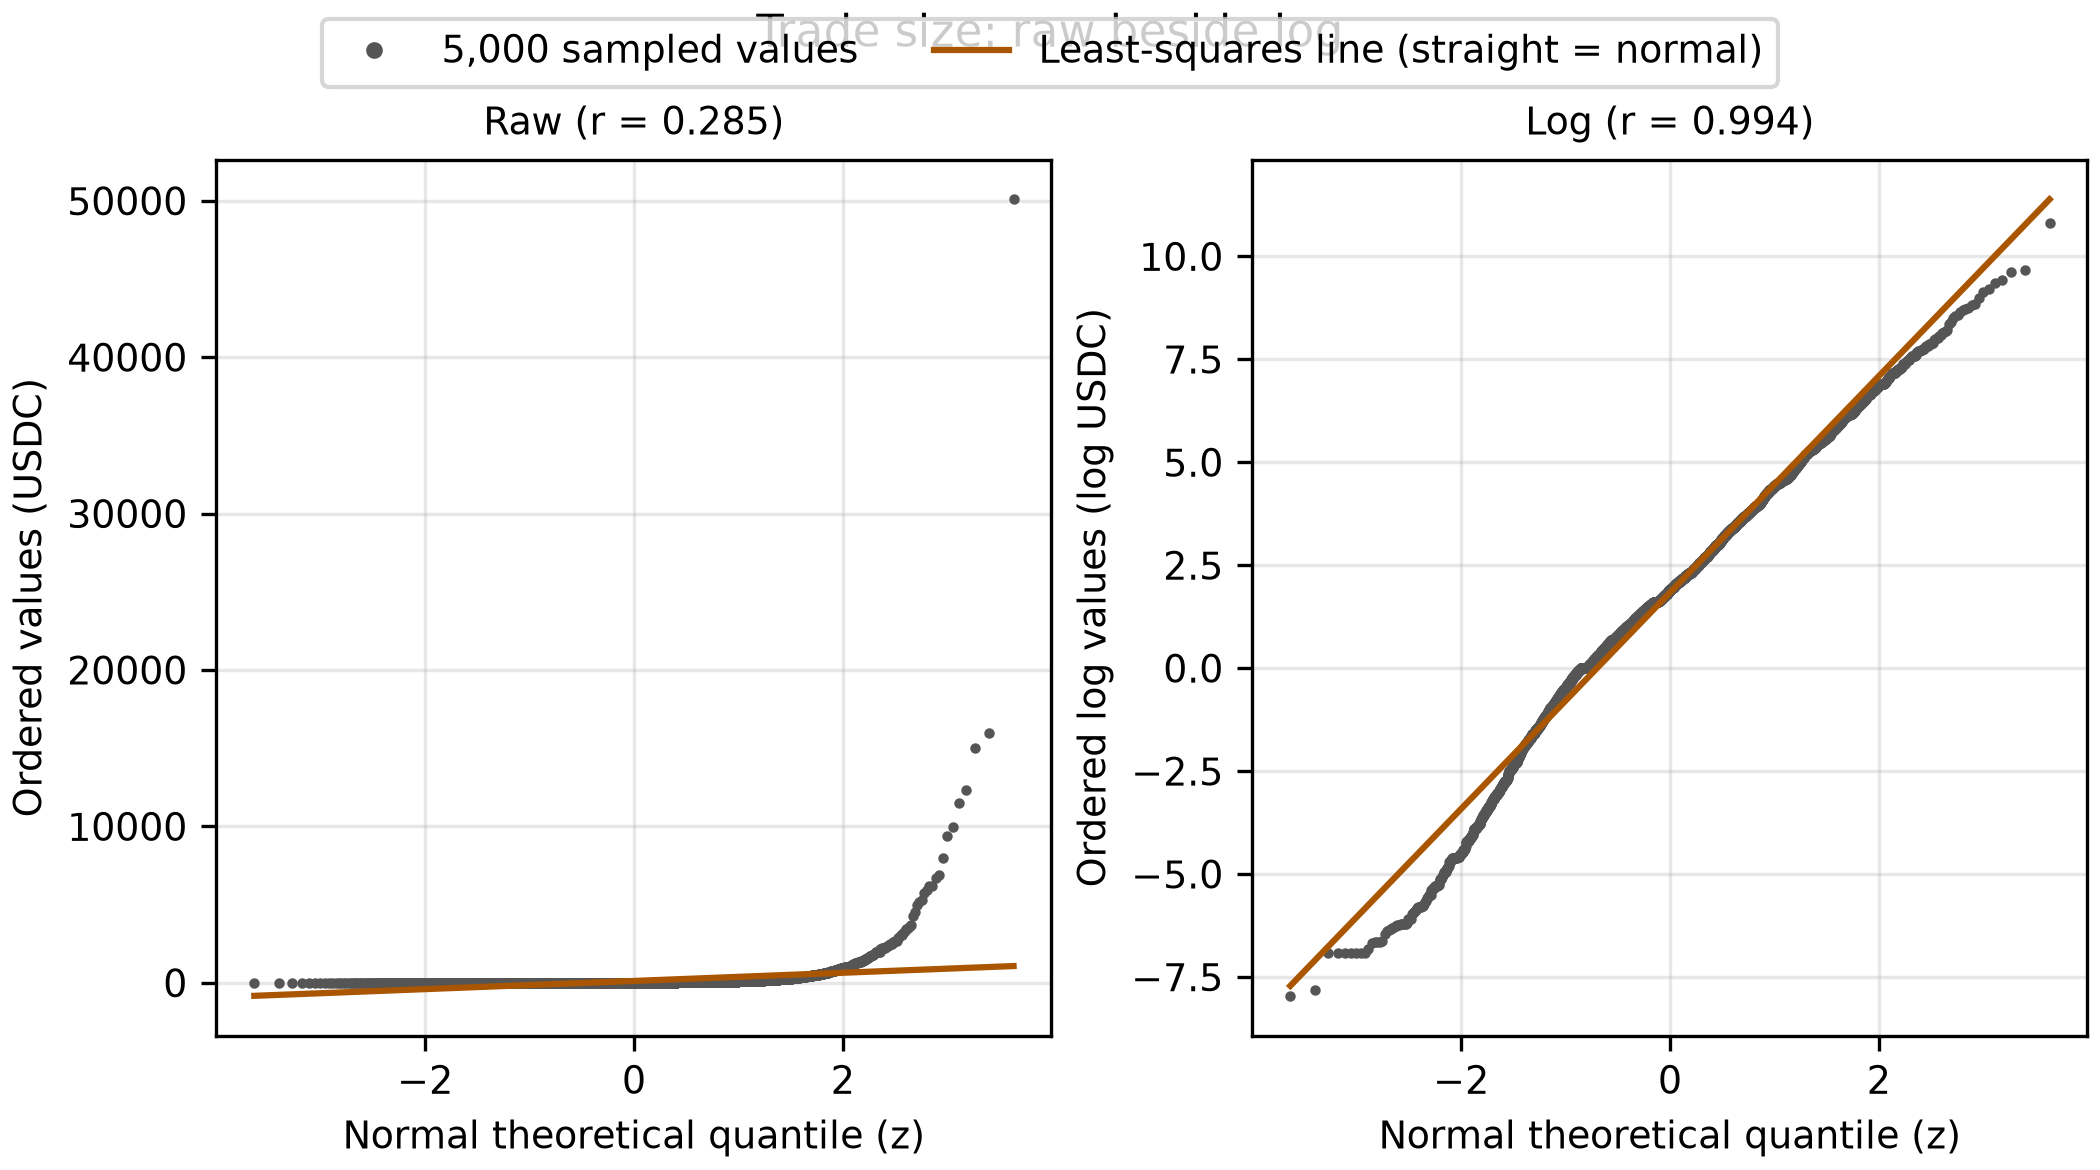 Trade size: raw beside log
5,000 sampled values
Least-squares line (straight = normal)
Raw (r = 0.285)
Log (r = 0.994)
Ordered values (USDC)
50000
40000
30000
20000
10000
0
−2
0
2
Normal theoretical quantile (z)
Ordered log values (log USDC)
10.0
7.5
5.0
2.5
0.0
−2.5
−5.0
−7.5
−2
0
2
Normal theoretical quantile (z)